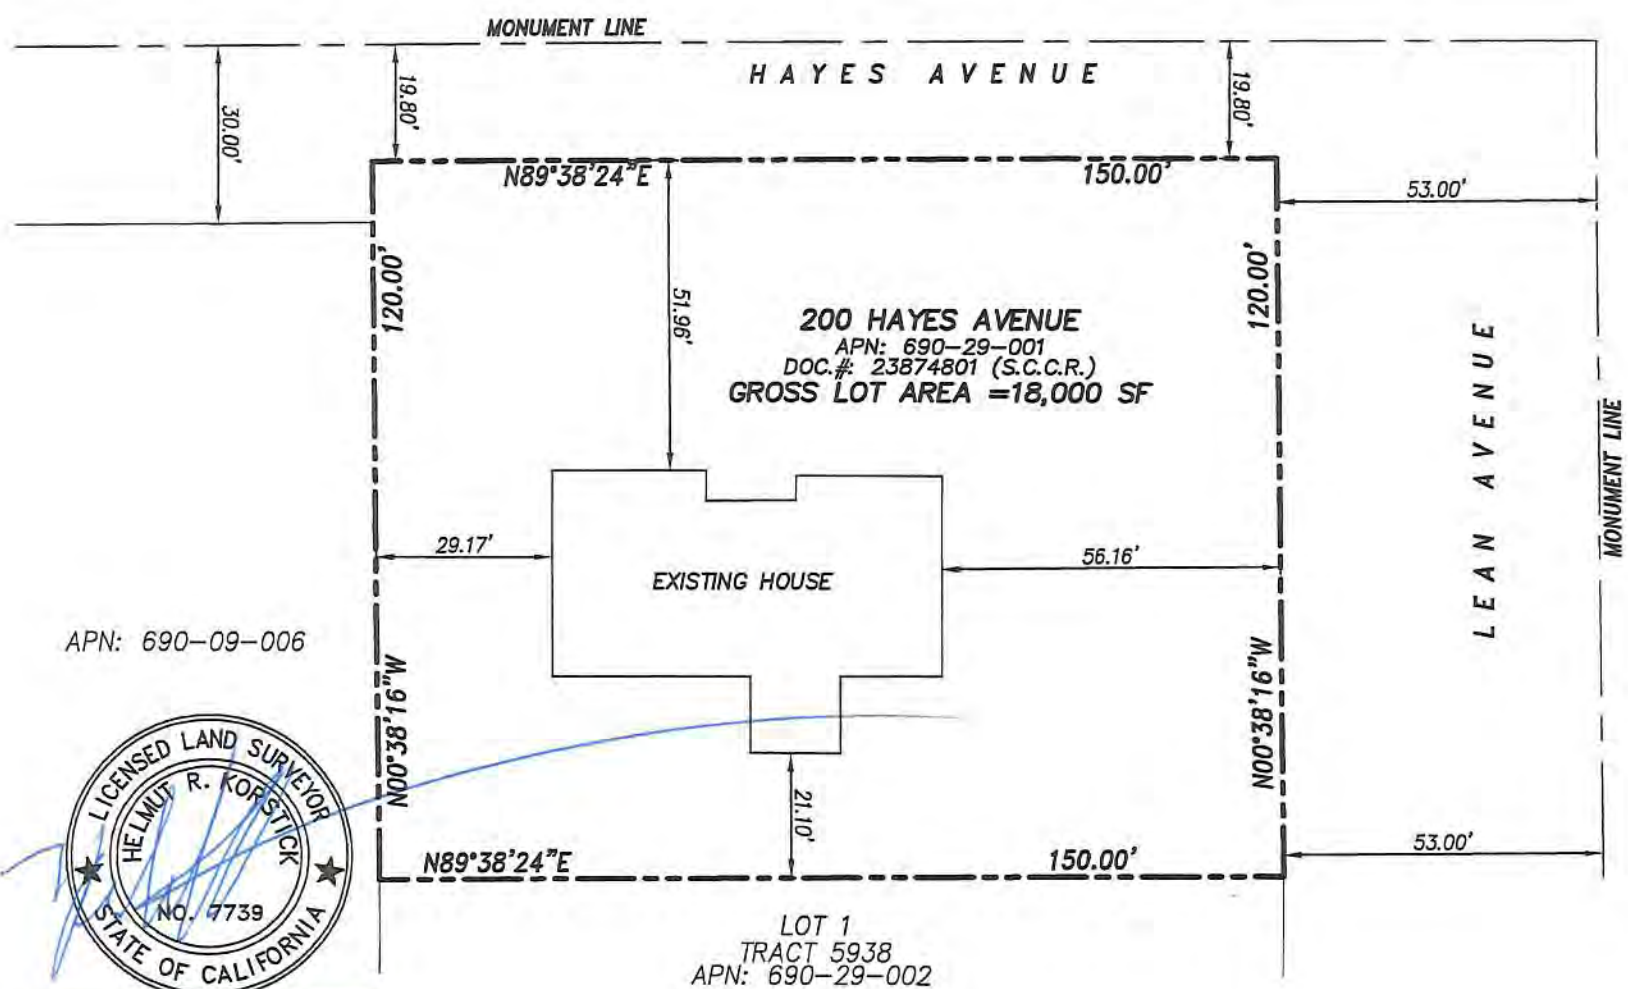 MONUMENT LINE
HAYES AVENUE
19.80'
19.80'
30.00'
N89°38'24"E
150.00'
53.00'
120.00'
120.00'
51.96'
200 HAYES AVENUE
APN: 690-29-001
DOC.#: 23874801 (S.C.C.R.)
GROSS LOT AREA =18,000 SF
LEAN AVENUE
MONUMENT LINE
29.17'
56.16'
EXISTING HOUSE
APN: 690-09-006
N00°38'16"W
N00°38'16"W
21.10'
53.00'
N89°38'24"E
150.00'
LICENSED LAND SURVEYOR
HELMUT R. KORSTICK
NO. 7739
STATE OF CALIFORNIA
LOT 1
TRACT 5938
APN: 690-29-002